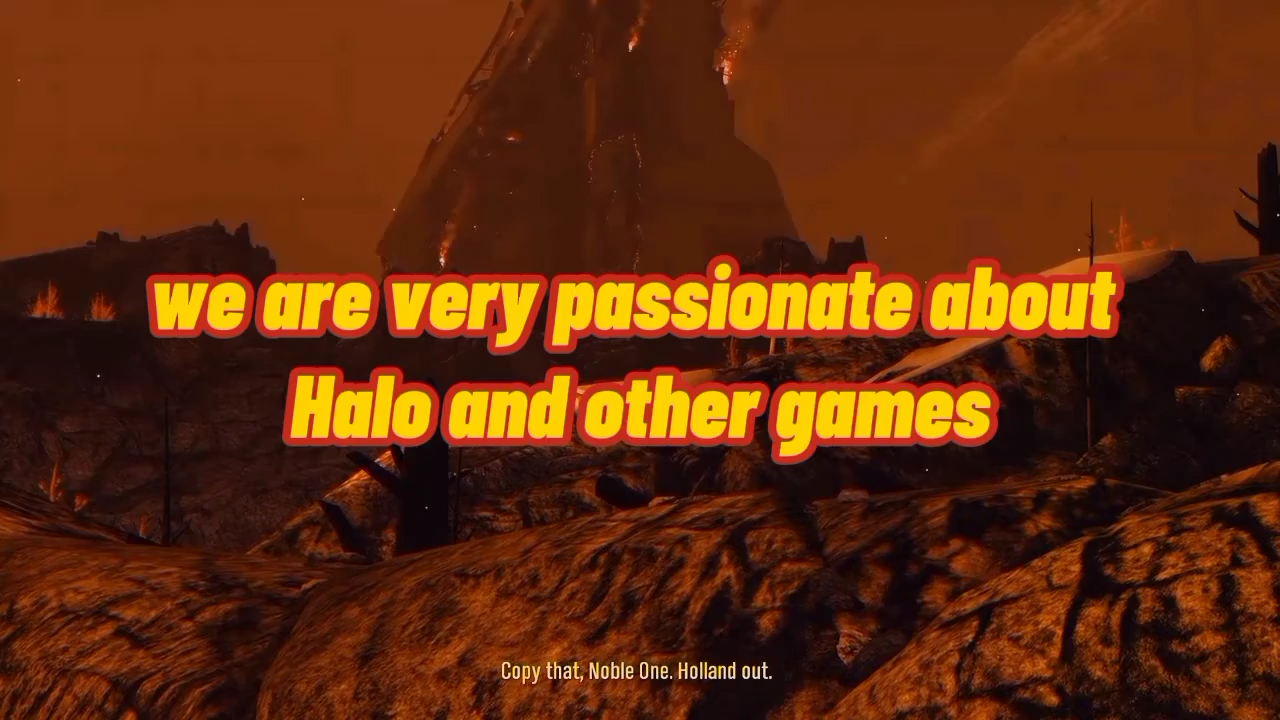 we are very passionate about
Halo and other games
Copy that, Noble One. Holland out.